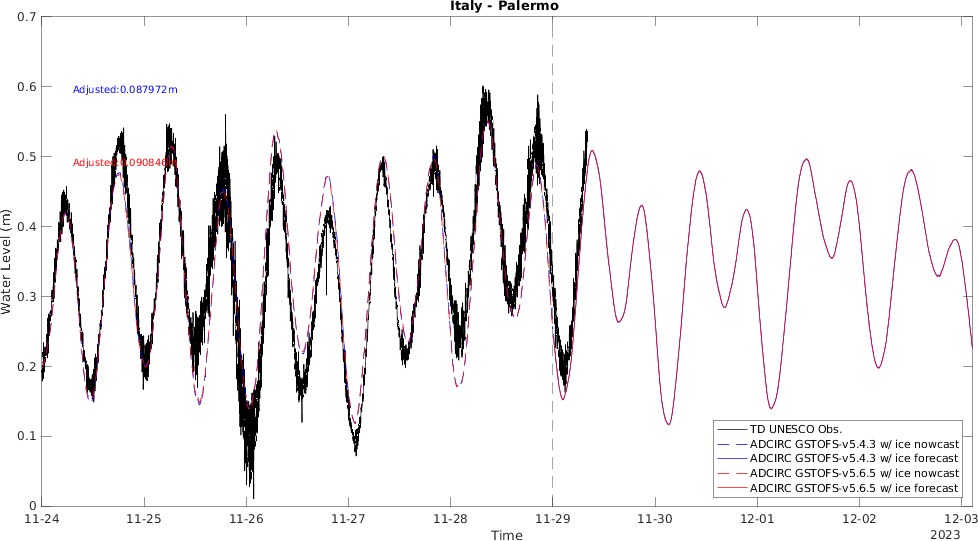 Italy - Palermo
0.7
0.6
0.5
0.4
0.3
0.2
0.1
0
Water Level (m)
Adjusted:0.087972m
Adjusted:0.090846m
TD UNESCO Obs.
ADCIRC GSTOFS-v5.4.3 w/ ice nowcast
ADCIRC GSTOFS-v5.4.3 w/ ice forecast
ADCIRC GSTOFS-v5.6.5 w/ ice nowcast
ADCIRC GSTOFS-v5.6.5 w/ ice forecast
11-24 11-25 11-26 11-27 11-28 11-29 11-30 12-01 12-02 12-03
Time
2023